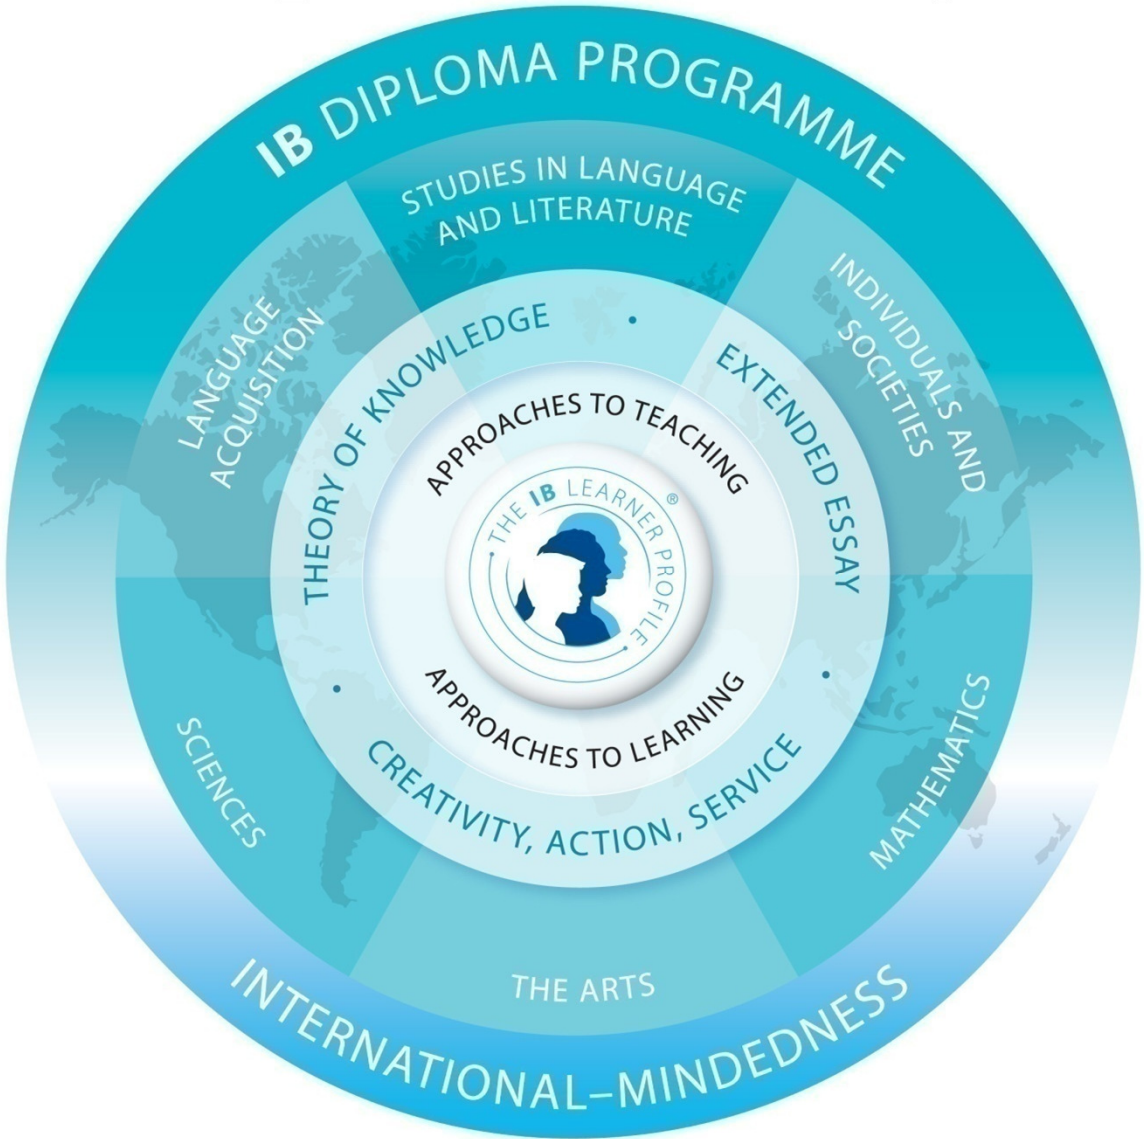 IB DIPLOMA PROGRAMME
STUDIES IN LANGUAGE
AND LITERATURE
LANGUAGE
ACQUISITION
INDIVIDUALS AND
SOCIETIES
THEORY OF KNOWLEDGE
EXTENDED ESSAY
APPROACHES TO TEACHING
THE IB LEARNER PROFILE ®
APPROACHES TO LEARNING
CREATIVITY, ACTION, SERVICE
SCIENCES
MATHEMATICS
THE ARTS
INTERNATIONAL–MINDEDNESS